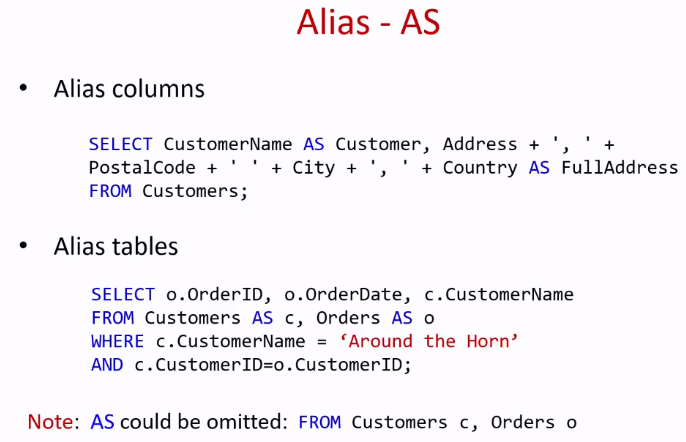 Alias - AS
• Alias columns
SELECT CustomerName AS Customer, Address + ', ' +
PostalCode + ' ' + City + ', ' + Country AS FullAddress
FROM Customers;
• Alias tables
SELECT o.OrderID, o.OrderDate, c.CustomerName
FROM Customers AS c, Orders AS o
WHERE c.CustomerName = ‘Around the Horn’
AND c.CustomerID=o.CustomerID;
Note: AS could be omitted: FROM Customers c, Orders o